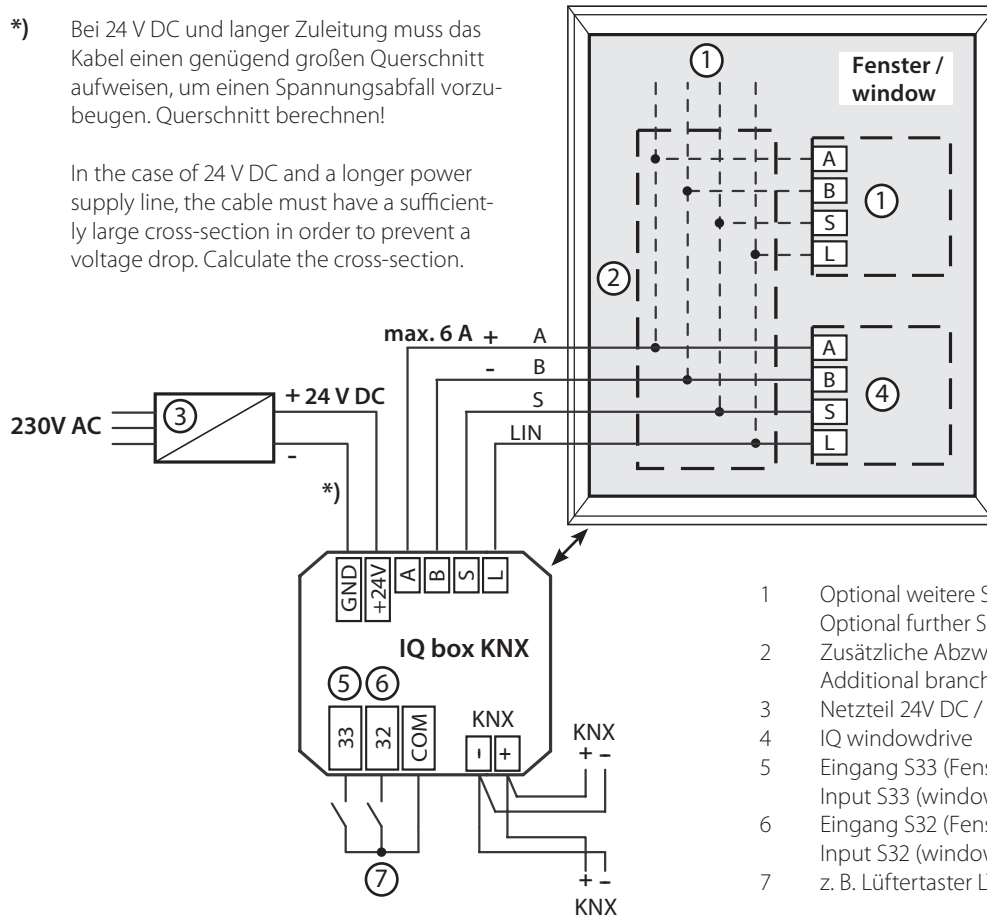 *) Bei 24 V DC und langer Zuleitung muss das
Kabel einen genügend großen Querschnitt
aufweisen, um einen Spannungsabfall vorzu-
beugen. Querschnitt berechnen!
In the case of 24 V DC and a longer power
supply line, the cable must have a sufficient-
ly large cross-section in order to prevent a
voltage drop. Calculate the cross-section.
1
Fenster /
window
A
B
S
L
1
2
max. 6 A + A
- B
S
LIN
A
B
S
L
4
230V AC
3
+ 24 V DC
-
*)
GND
+24V
A
B
S
L
IQ box KNX
5
6
33
32
COM
KNX
- +
KNX
+ -
7
+ -
KNX
1 Optional weitere
Optional further
2 Zusätzliche
Additional
3 Netzteil 24V DC /
4 IQ windowdrive
5 Eingang S33
Input S33
6 Eingang S32
Input S32
7 z. B. Lüftertaster